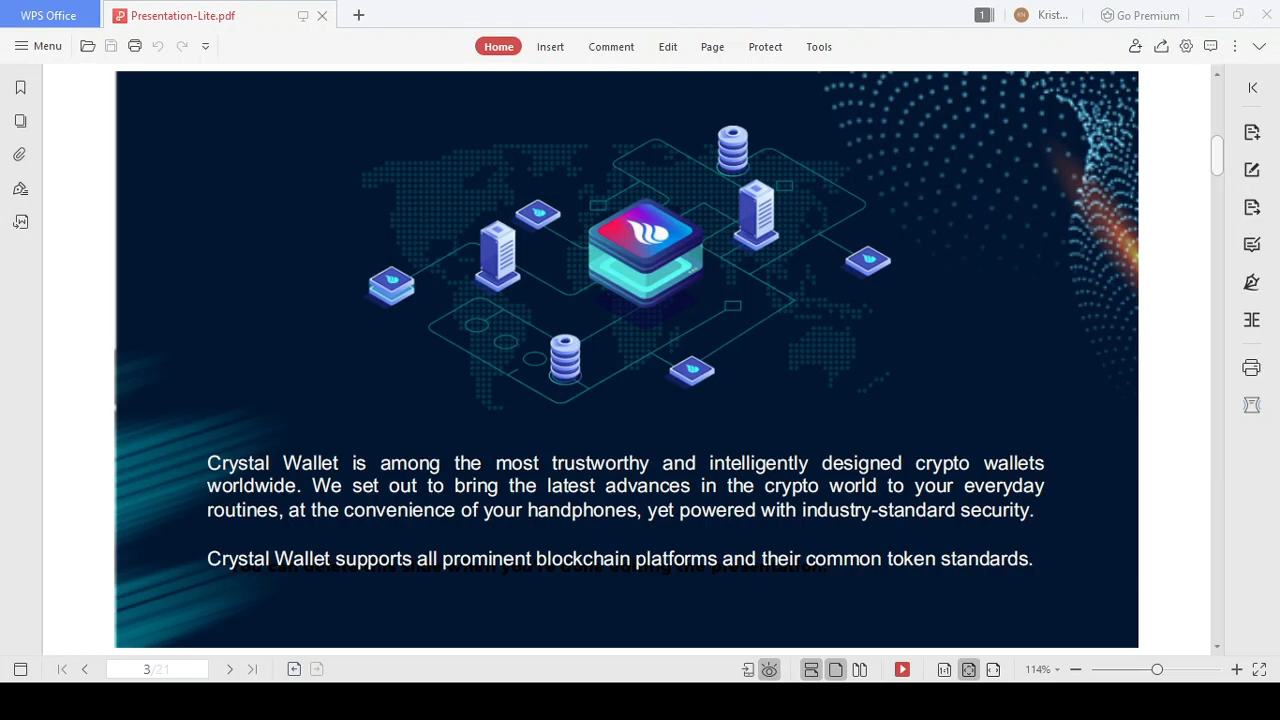 WPS Office
Presentation-Lite.pdf
1
KN
Krist...
Go Premium
Menu
Home
Insert
Comment
Edit
Page
Protect
Tools
Crystal Wallet is among the most trustworthy and intelligently designed crypto wallets
worldwide. We set out to bring the latest advances in the crypto world to your everyday
routines, at the convenience of your handphones, yet powered with industry-standard security.
Crystal Wallet supports all prominent blockchain platforms and their common token standards.
3/21
114%